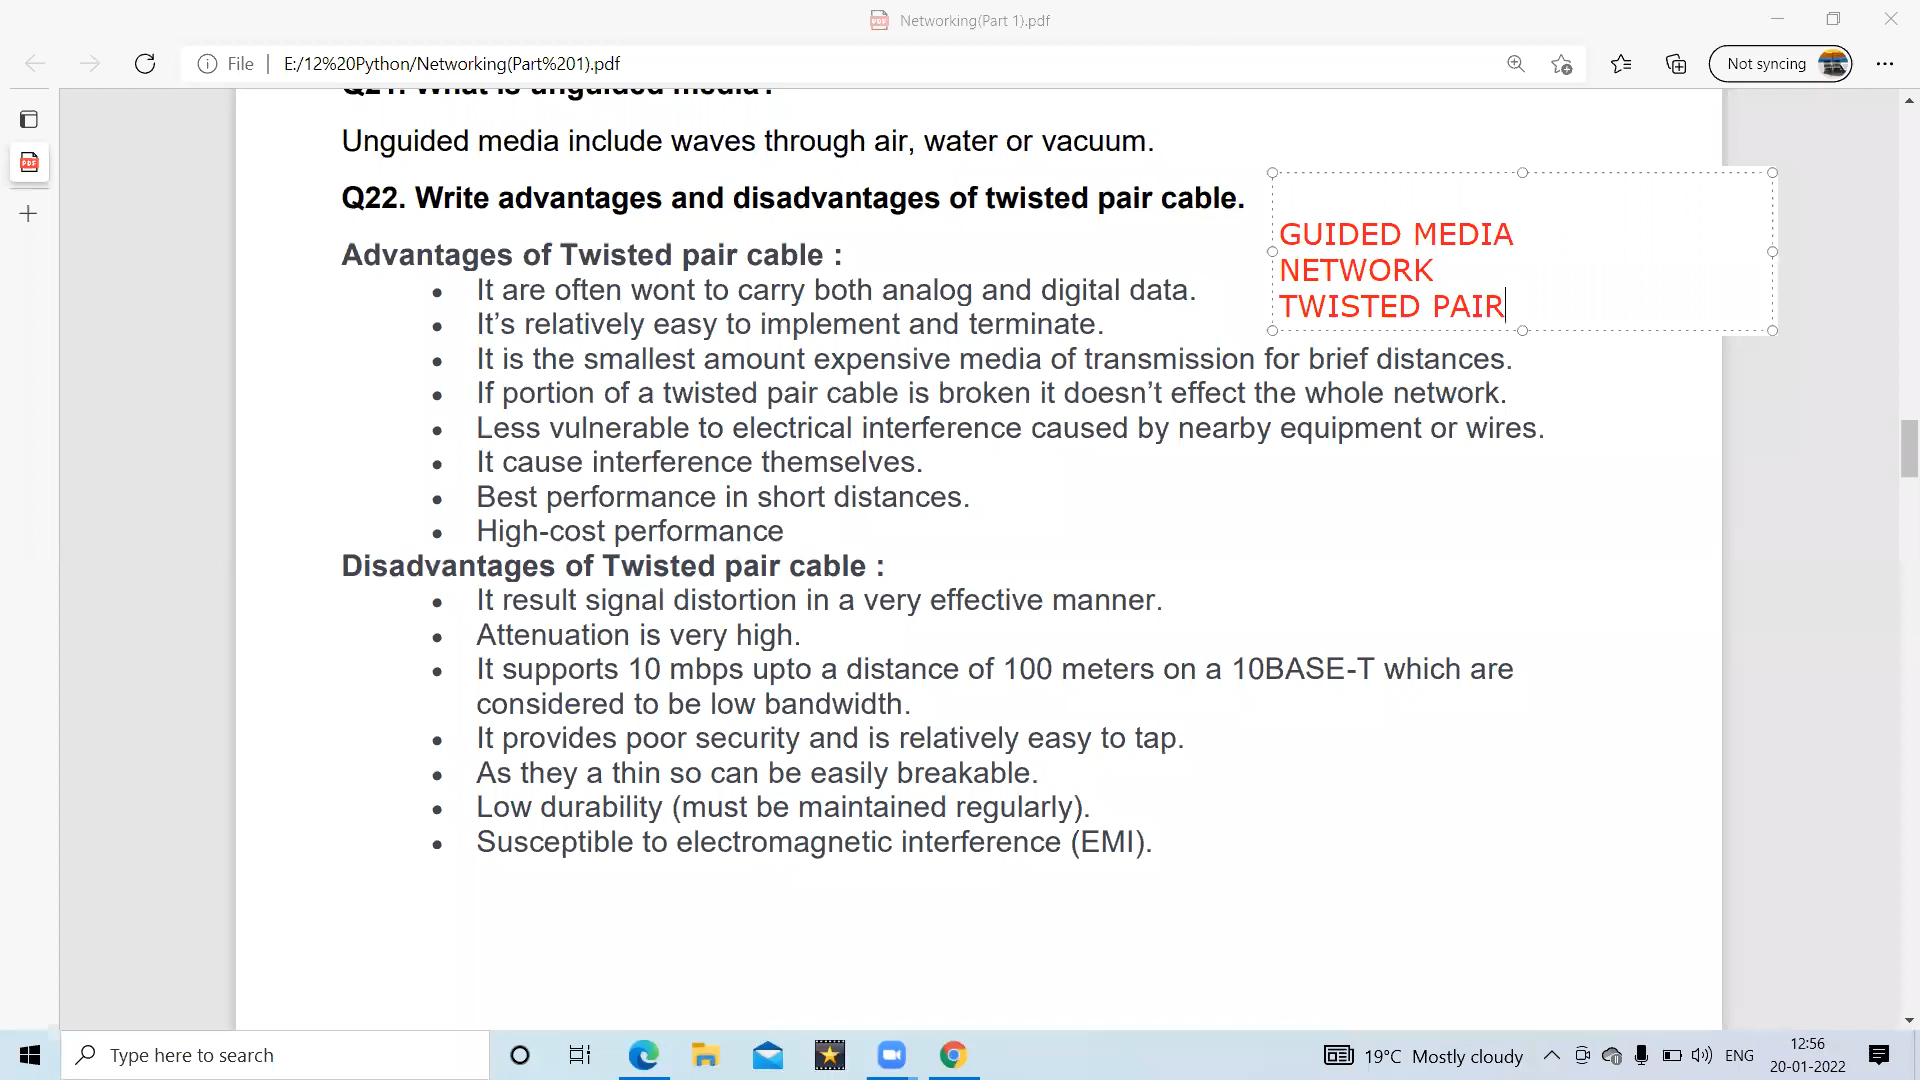 Networking(Part 1).pdf
File
E:/12%20Python/Networking(Part%201).pdf
Not syncing
Q21. What is unguided media?
Unguided media include waves through air, water or vacuum.
Q22. Write advantages and disadvantages of twisted pair cable.
GUIDED MEDIA
NETWORK
TWISTED PAIR
Advantages of Twisted pair cable :
• It are often wont to carry both analog and digital data.
• It’s relatively easy to implement and terminate.
• It is the smallest amount expensive media of transmission for brief distances.
• If portion of a twisted pair cable is broken it doesn’t effect the whole network.
• Less vulnerable to electrical interference caused by nearby equipment or wires.
• It cause interference themselves.
• Best performance in short distances.
• High-cost performance
Disadvantages of Twisted pair cable :
• It result signal distortion in a very effective manner.
• Attenuation is very high.
• It supports 10 mbps upto a distance of 100 meters on a 10BASE-T which are
considered to be low bandwidth.
• It provides poor security and is relatively easy to tap.
• As they a thin so can be easily breakable.
• Low durability (must be maintained regularly).
• Susceptible to electromagnetic interference (EMI).
Type here to search
19°C Mostly cloudy
ENG
12:56
20-01-2022